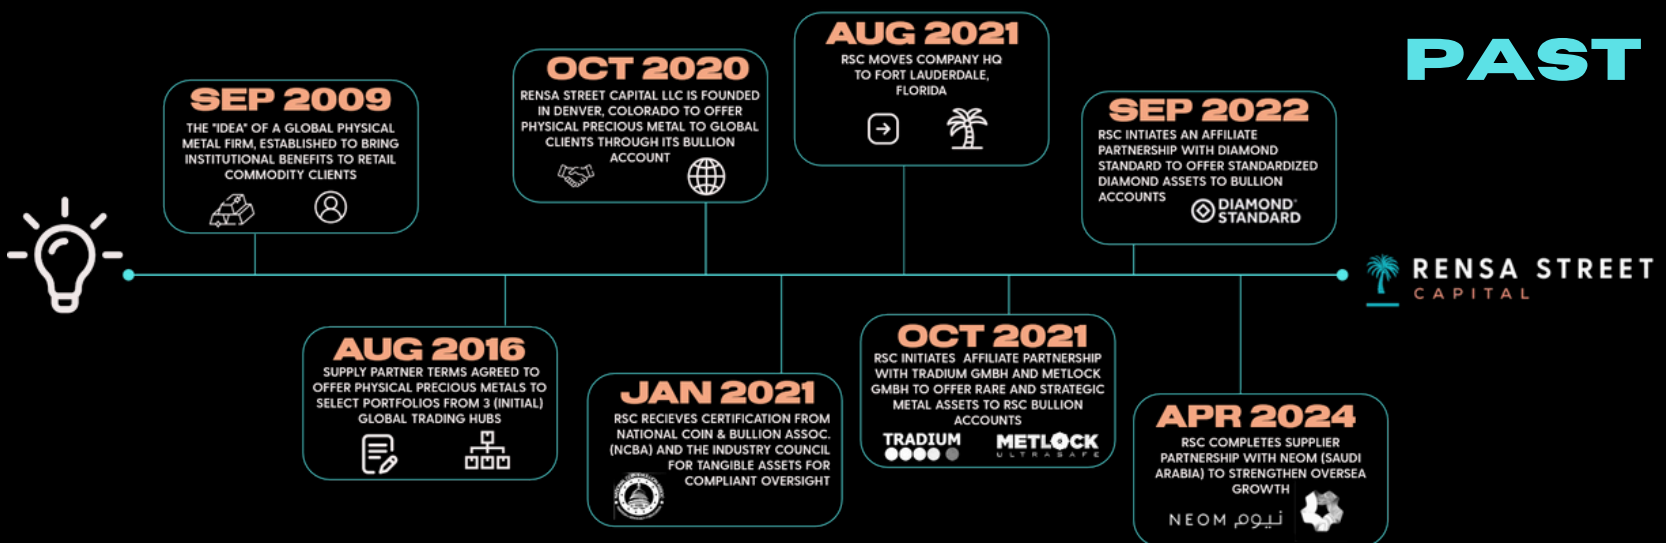 PAST
SEP 2009
THE "IDEA" OF A GLOBAL PHYSICAL
METAL FIRM, ESTABLISHED TO BRING
INSTITUTIONAL BENEFITS TO RETAIL
COMMODITY CLIENTS
AUG 2016
SUPPLY PARTNER TERMS AGREED TO
OFFER PHYSICAL PRECIOUS METALS TO
SELECT PORTFOLIOS FROM 3 (INITIAL)
GLOBAL TRADING HUBS
OCT 2020
RENSA STREET CAPITAL LLC IS FOUNDED
IN DENVER, COLORADO TO OFFER
PHYSICAL PRECIOUS METAL TO GLOBAL
CLIENTS THROUGH ITS BULLION
ACCOUNT
JAN 2021
RSC RECIEVES CERTIFICATION FROM
NATIONAL COIN & BULLION ASSOC.
(NCBA) AND THE INDUSTRY COUNCIL
FOR TANGIBLE ASSETS FOR
COMPLIANT OVERSIGHT
AUG 2021
RSC MOVES COMPANY HQ
TO FORT LAUDERDALE,
FLORIDA
OCT 2021
RSC INITIATES AFFILIATE PARTNERSHIP
WITH TRADIUM GMBH AND METLOCK
GMBH TO OFFER RARE AND STRATEGIC
METAL ASSETS TO RSC BULLION
ACCOUNTS
TRADIUM
METLOCK
ULTRASAFE
SEP 2022
RSC INTIATES AN AFFILIATE
PARTNERSHIP WITH DIAMOND
STANDARD TO OFFER STANDARDIZED
DIAMOND ASSETS TO BULLION
ACCOUNTS
DIAMOND
STANDARD
APR 2024
RSC COMPLETES SUPPLIER
PARTNERSHIP WITH NEOM (SAUDI
ARABIA) TO STRENGTHEN OVERSEA
GROWTH
NEOM نيوم
RENSA STREET
CAPITAL